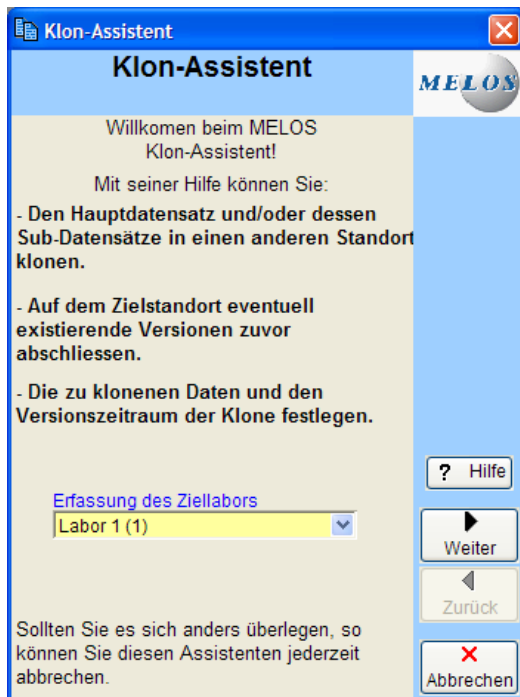 Klon-Assistent
Klon-Assistent
MELOS
Willkommen beim MELOS
Klon-Assistent!
Mit seiner Hilfe können Sie:
- Den Hauptdatensatz und/oder dessen
Sub-Datensätze in einen anderen Standort
klonen.
- Auf dem Zielstandort eventuell
existierende Versionen zuvor
abschliessen.
- Die zu klonenen Daten und den
Versionszeitraum der Klone festlegen.
? Hilfe
Erfassung des Ziellabors
Labor 1 (1)
Weiter
Zurück
Sollten Sie es sich anders überlegen, so
können Sie diesen Assistenten jederzeit
abbrechen.
Abbrechen